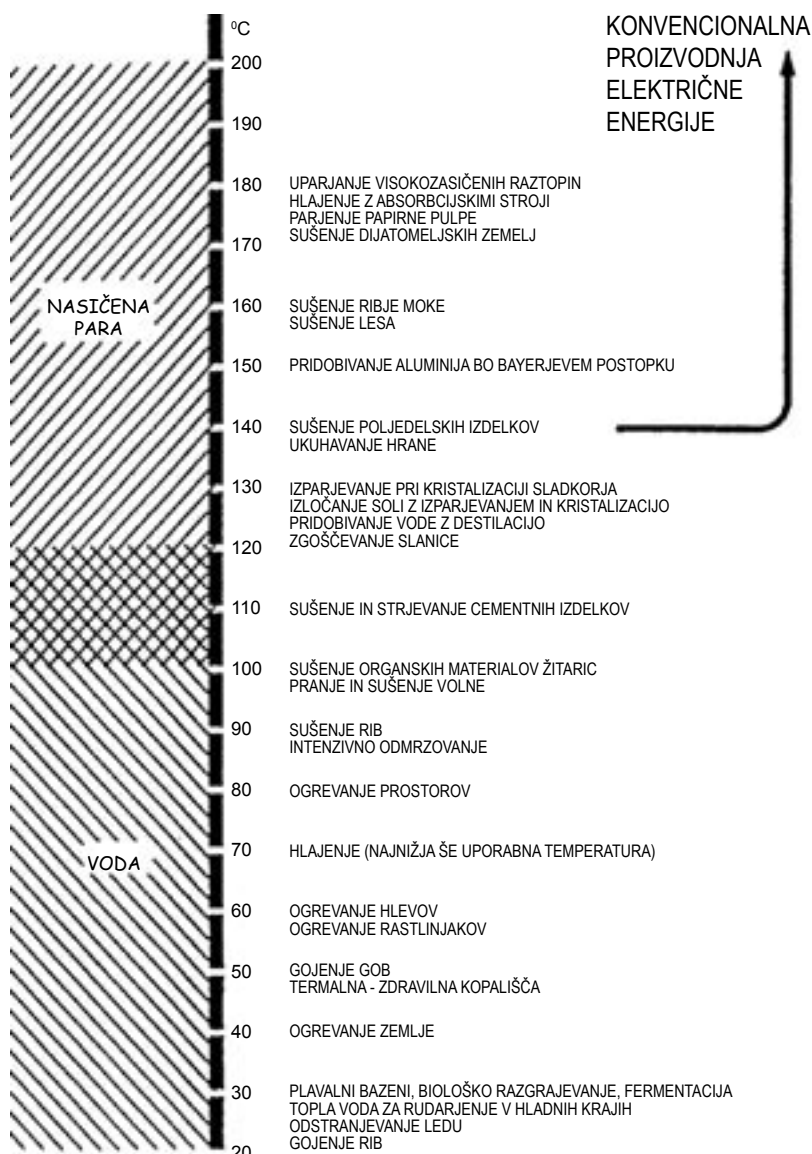 ⁰C
KONVENCIONALNA
PROIZVODNJA
ELEKTRIČNE
ENERGIJE
200
190
180 UPARJANJE VISOKOZASIČENIH RAZTOPIN
HLAJENJE Z ABSORBCIJSKIMI STROJI
PARJENJE PAPIRNE PULPE
170 SUŠENJE DIJATOMELJSKIH ZEMELJ
NASIČENA
PARA
160 SUŠENJE RIBJE MOKE
SUŠENJE LESA
150 PRIDOBIVANJE ALUMINIJA BO BAYERJEVEM POSTOPKU
140 SUŠENJE POLJEDELSKIH IZDELKOV
UKUHAVANJE HRANE
130 IZPARJEVANJE PRI KRISTALIZACIJI SLADKORJA
IZLOČANJE SOLI Z IZPARJEVANJEM IN KRISTALIZACIJO
PRIDOBIVANJE VODE Z DESTILACIJO
120 ZGOŠČEVANJE SLANICE
110 SUŠENJE IN STRJEVANJE CEMENTNIH IZDELKOV
100 SUŠENJE ORGANSKIH MATERIALOV ŽITARIC
PRANJE IN SUŠENJE VOLNE
90 SUŠENJE RIB
INTENZIVNO ODMRZOVANJE
80 OGREVANJE PROSTOROV
VODA
70 HLAJENJE (NAJNIŽJA ŠE UPORABNA TEMPERATURA)
60 OGREVANJE HLEVOV
OGREVANJE RASTLINJAKOV
50 GOJENJE GOB
TERMALNA - ZDRAVILNA KOPALIŠČA
40 OGREVANJE ZEMLJE
30 PLAVALNI BAZENI, BIOLOŠKO RAZGRAJEVANJE, FERMENTACIJA
TOPLA VODA ZA RUDARJENJE V HLADNIH KRAJIH
ODSTRANJEVANJE LEDU
20 GOJENJE RIB